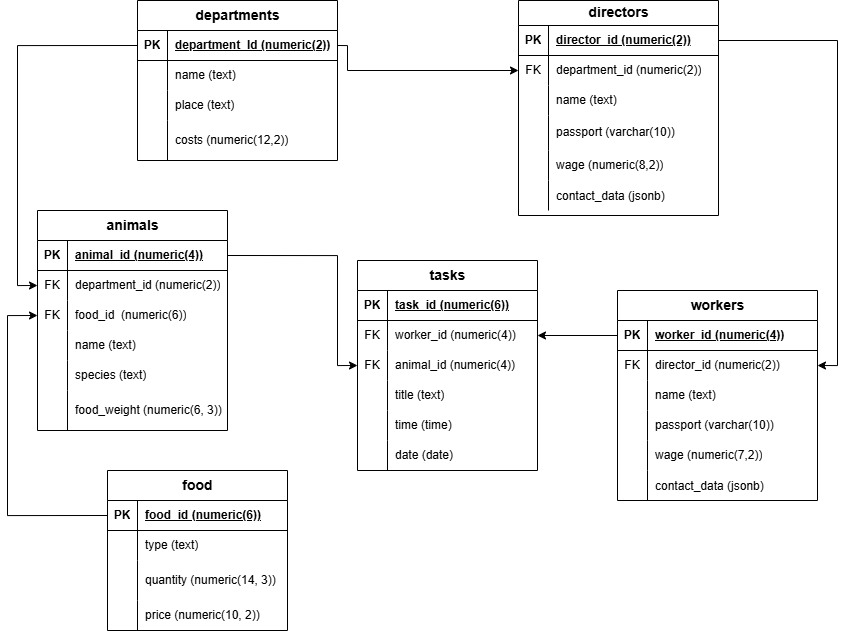 departments
PK department_Id (numeric(2))
name (text)
place (text)
costs (numeric(12,2))
directors
PK director_id (numeric(2))
FK department_id (numeric(2))
name (text)
passport (varchar(10))
wage (numeric(8,2))
contact_data (jsonb)
animals
PK animal_id (numeric(4))
FK department_id (numeric(2))
FK food_id (numeric(6))
name (text)
species (text)
food_weight (numeric(6, 3))
tasks
PK task_id (numeric(6))
FK worker_id (numeric(4))
FK animal_id (numeric(4))
title (text)
time (time)
date (date)
workers
PK worker_id (numeric(4))
FK director_id (numeric(2))
name (text)
passport (varchar(10))
wage (numeric(7,2))
contact_data (jsonb)
food
PK food_id (numeric(6))
type (text)
quantity (numeric(14, 3))
price (numeric(10, 2))